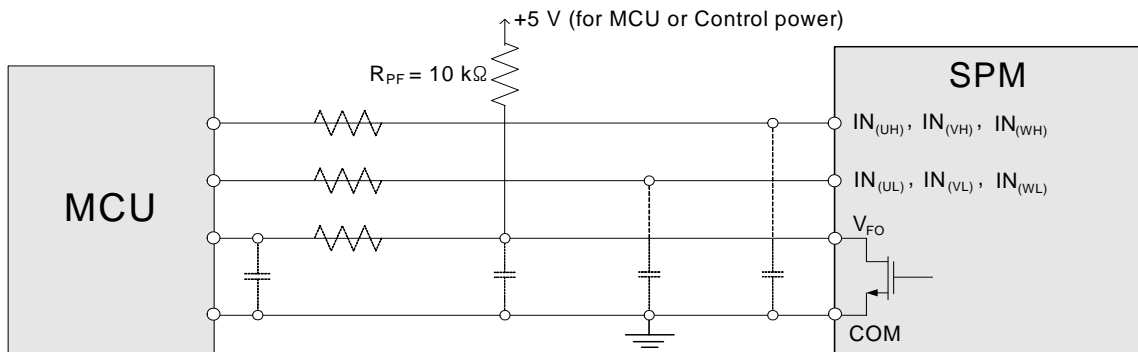 +5 V (for MCU or Control power)
R_PF = 10 kΩ
MCU
SPM
IN_(UH), IN_(VH), IN_(WH)
IN_(UL), IN_(VL), IN_(WL)
V_FO
COM